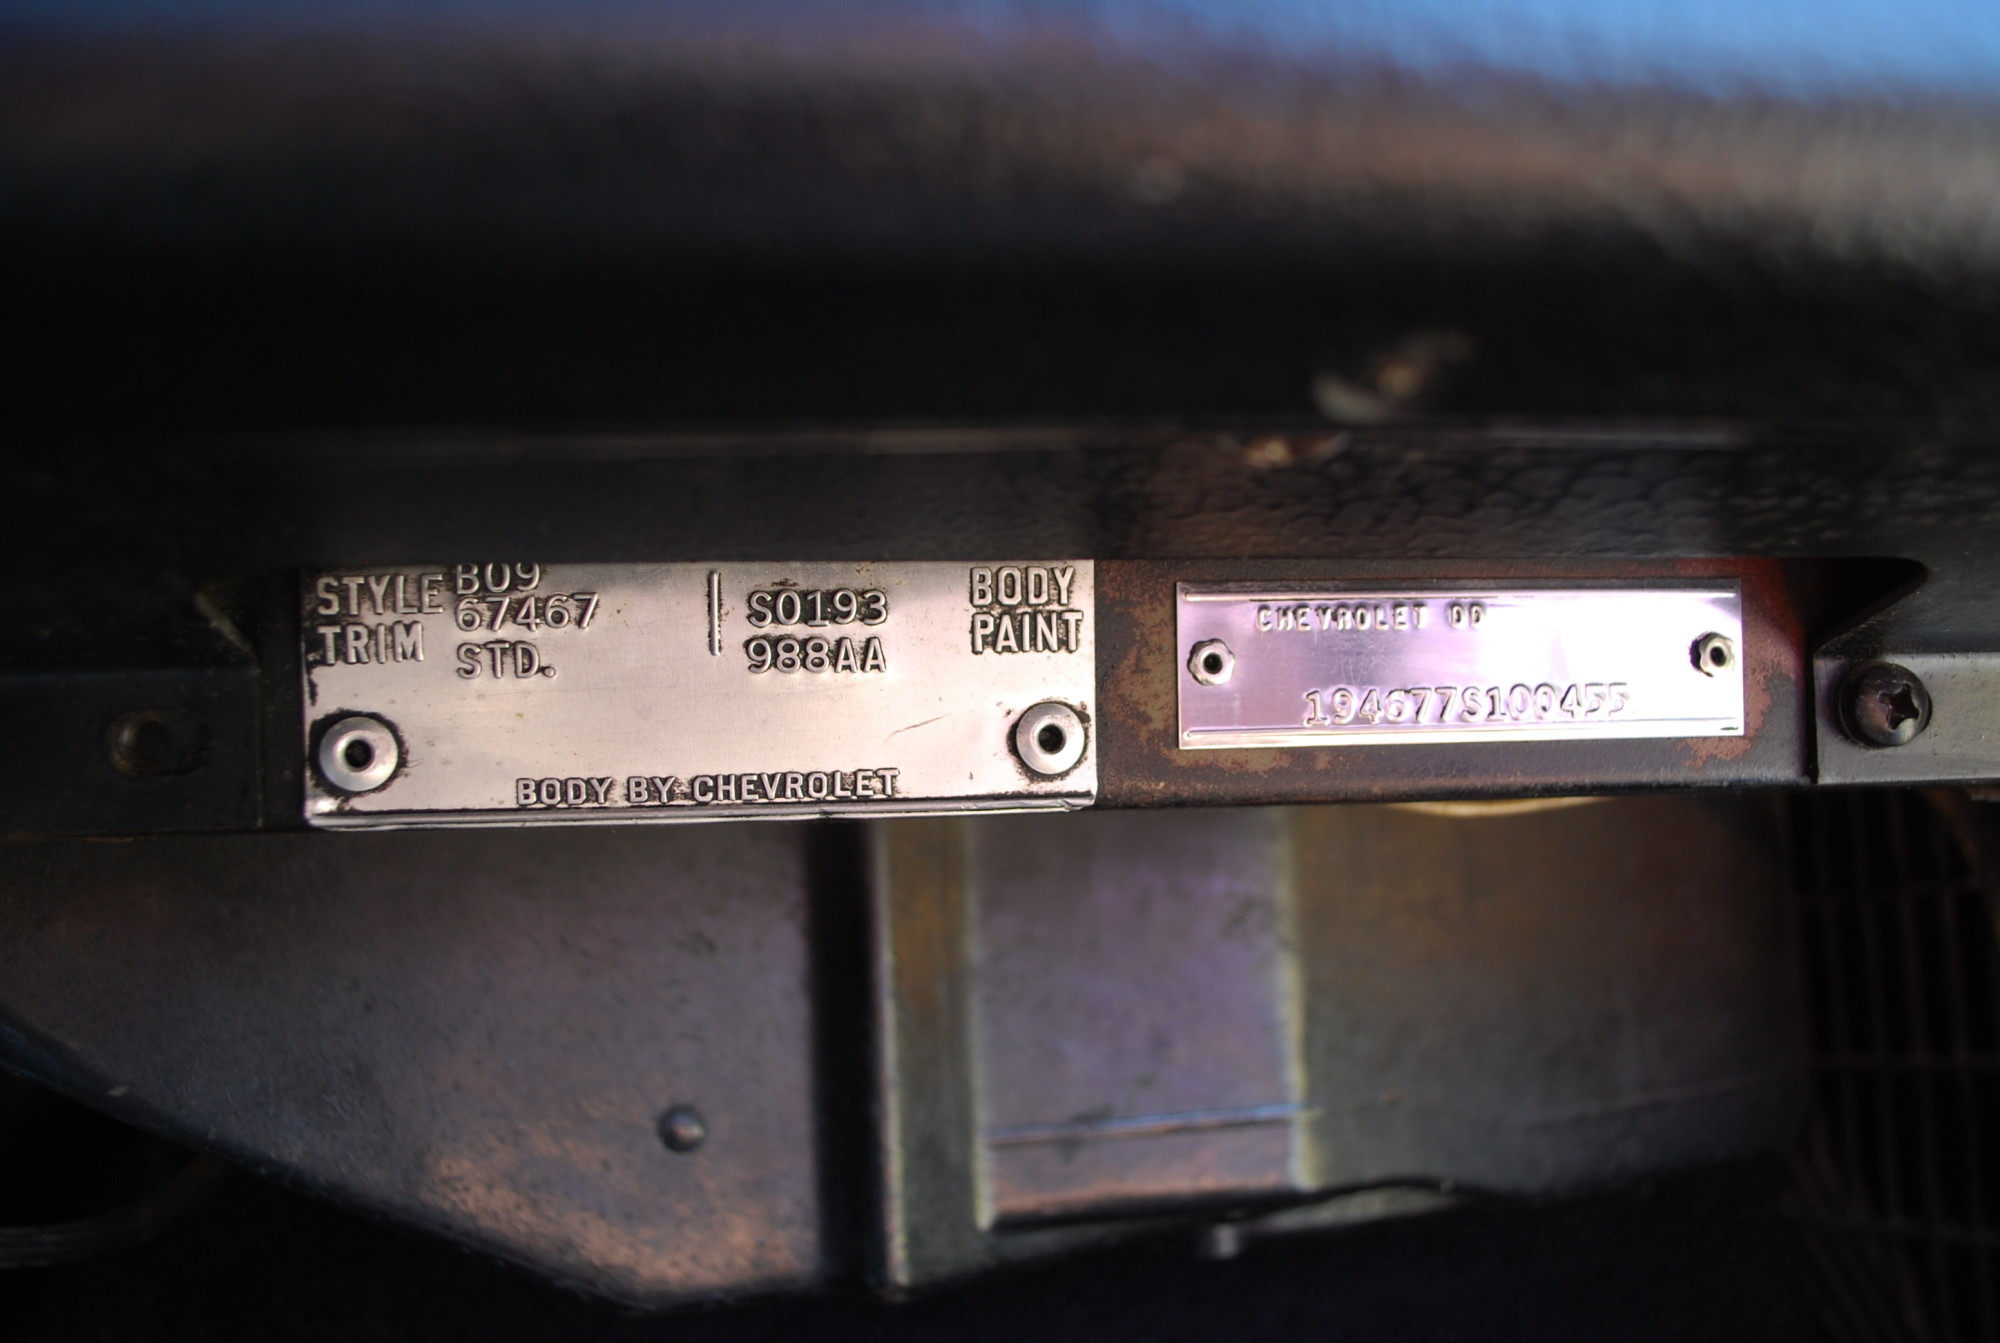 B09
STYLE 67467 S0193 BODY
TRIM STD. 988AA PAINT
BODY BY CHEVROLET
CHEVROLET
194677S100455